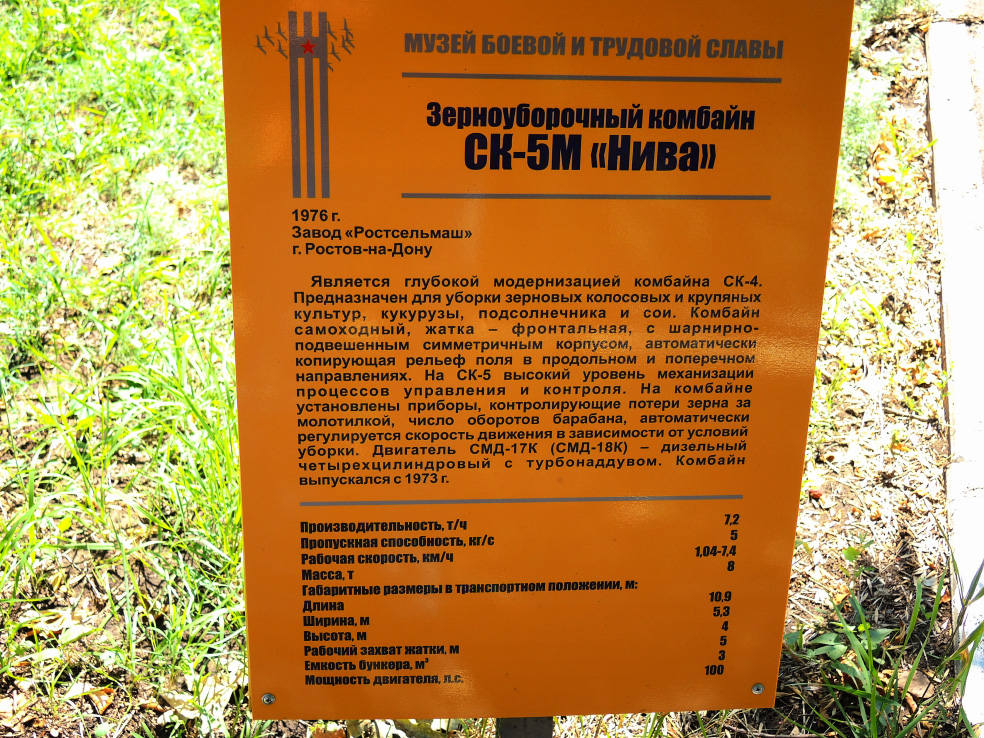 МУЗЕЙ БОЕВОЙ И ТРУДОВОЙ СЛАВЫ
Зерноуборочный комбайн
СК-5М «Нива»
1976 г.
Завод «Ростсельмаш»
г. Ростов-на-Дону
Является глубокой модернизацией комбайна СК-4.
Предназначен для уборки зерновых колосовых и крупяных
культур, кукурузы, подсолнечника и сои. Комбайн
самоходный, жатка – фронтальная, с шарнирно-
подвешенным симметричным корпусом, автоматически
копирующая рельеф поля в продольном и поперечном
направлениях. На СК-5 высокий уровень механизации
процессов управления и контроля. На комбайне
установлены приборы, контролирующие потери зерна за
молотилкой, число оборотов барабана, автоматически
регулируется скорость движения в зависимости от условий
уборки. Двигатель СМД-17К (СМД-18К) – дизельный
четырехцилиндровый с турбонаддувом. Комбайн
выпускался с 1973 г.
Производительность, т/ч 7,2
Пропускная способность, кг/с 5
Рабочая скорость, км/ч 1,04-7,4
Масса, т 8
Габаритные размеры в транспортном положении, м:
Длина 10,9
Ширина, м 5,3
Высота, м 4
Рабочий захват жатки, м 5
Емкость бункера, м³ 3
Мощность двигателя, л.с. 100